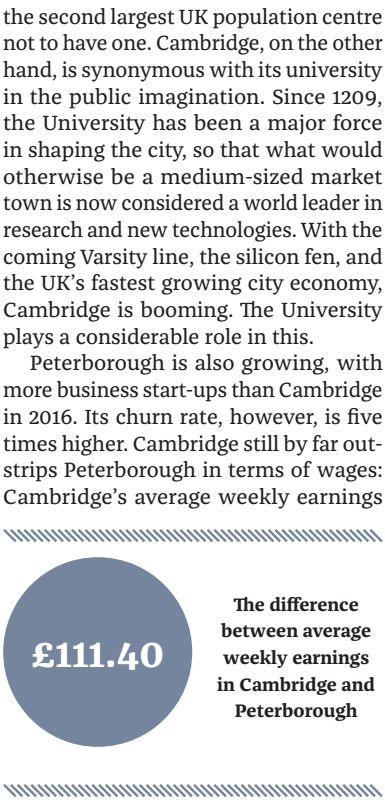 the second largest UK population centre
not to have one. Cambridge, on the other
hand, is synonymous with its university
in the public imagination. Since 1209,
the University has been a major force
in shaping the city, so that what would
otherwise be a medium-sized market
town is now considered a world leader in
research and new technologies. With the
coming Varsity line, the silicon fen, and
the UK’s fastest growing city economy,
Cambridge is booming. The University
plays a considerable role in this.
Peterborough is also growing, with
more business start-ups than Cambridge
in 2016. Its churn rate, however, is five
times higher. Cambridge still by far out-
strips Peterborough in terms of wages:
Cambridge’s average weekly earnings
£111.40
The difference
between average
weekly earnings
in Cambridge and
Peterborough